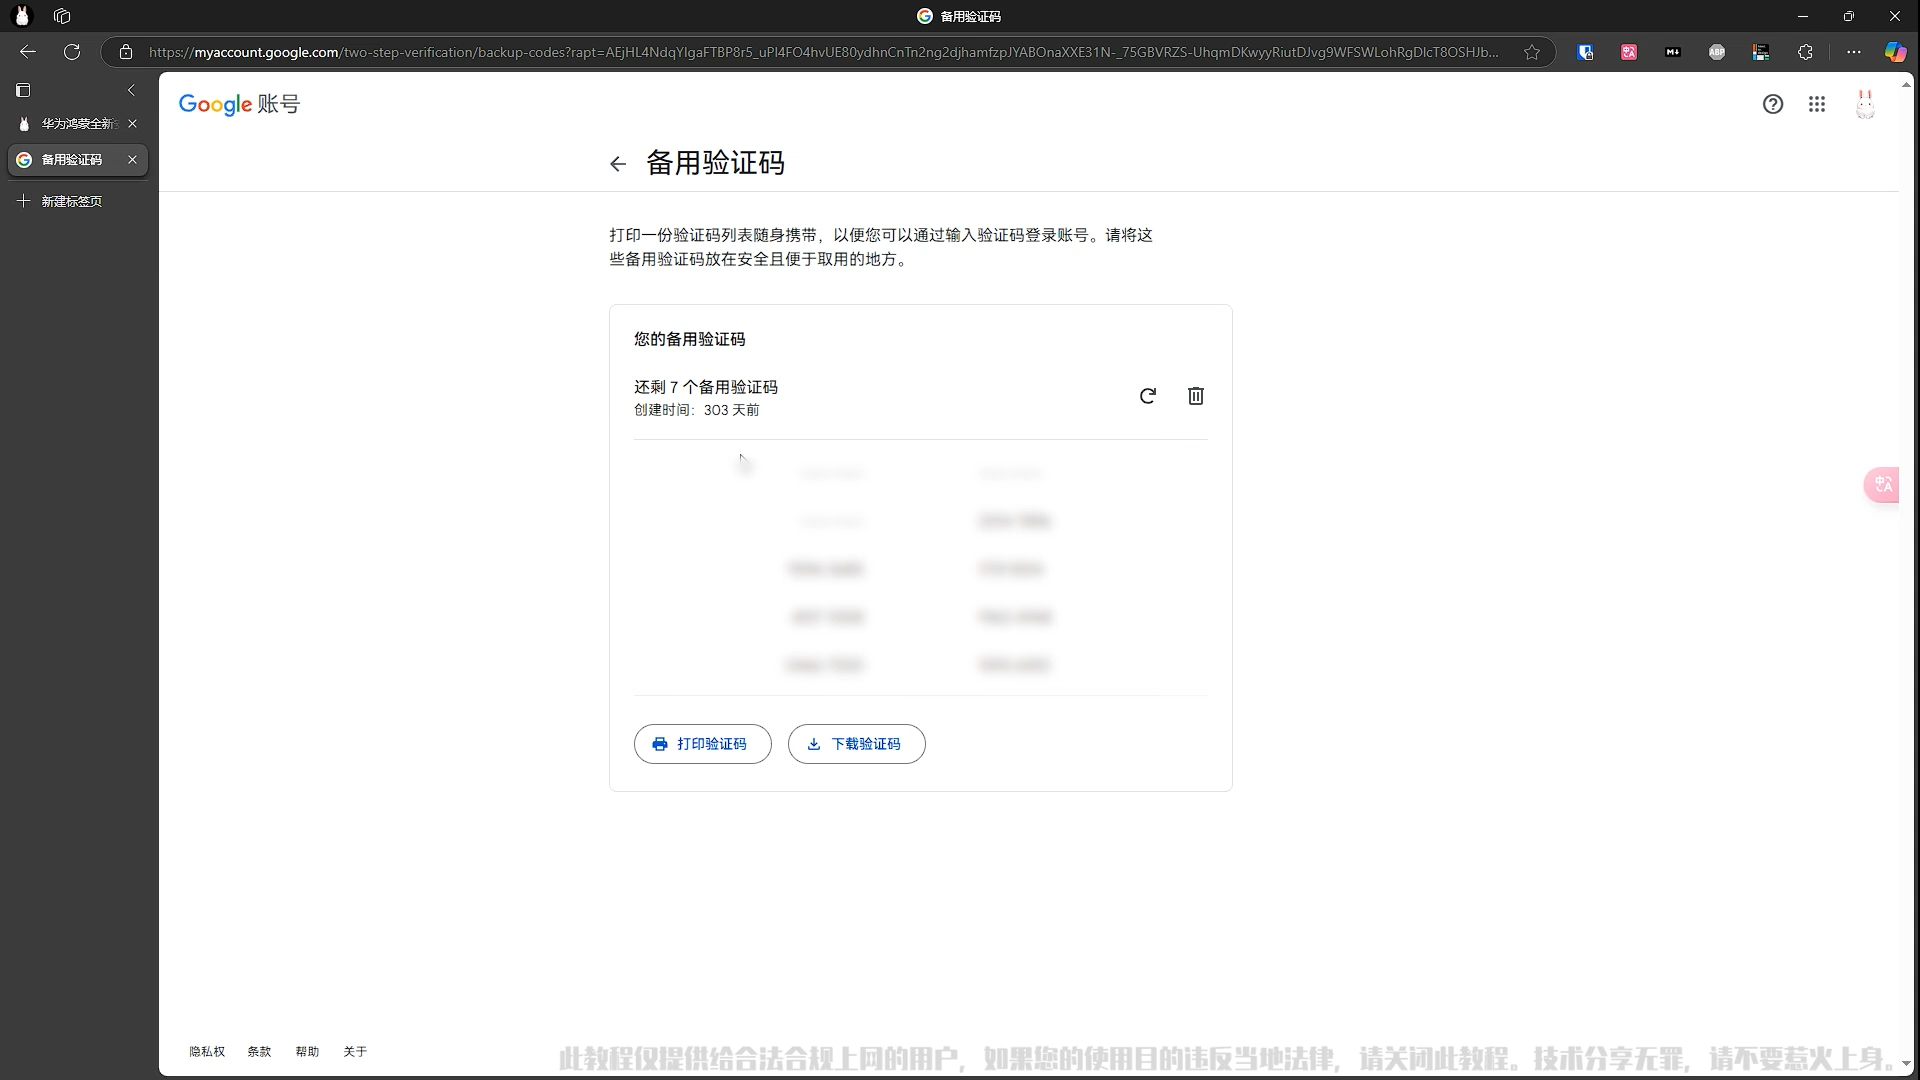 备用验证码
https://myaccount.google.com/two-step-verification/backup-codes?rapt=AEjHL4NdqYIgaFTBP8r5_uPl4FO4hvUE80ydhnCnTn2ng2djhamfzpJYABOnaXXE31N-_75GBVRZS-UhqmDKwyyRiutDJvg9WFSWLohRgDlcT8OSHJb...
M↓
ABP
华为鸿蒙全新
备用验证码
新建标签页
Google 账号
备用验证码
打印一份验证码列表随身携带，以便您可以通过输入验证码登录账号。请将这
些备用验证码放在安全且便于取用的地方。
您的备用验证码
还剩 7 个备用验证码
创建时间：303 天前
打印验证码
下载验证码
隐私权 条款 帮助 关于
此教程仅提供给合法合规上网的用户，如果您的使用目的违反当地法律，请关闭此教程。技术分享无罪，请不要惹火上身。